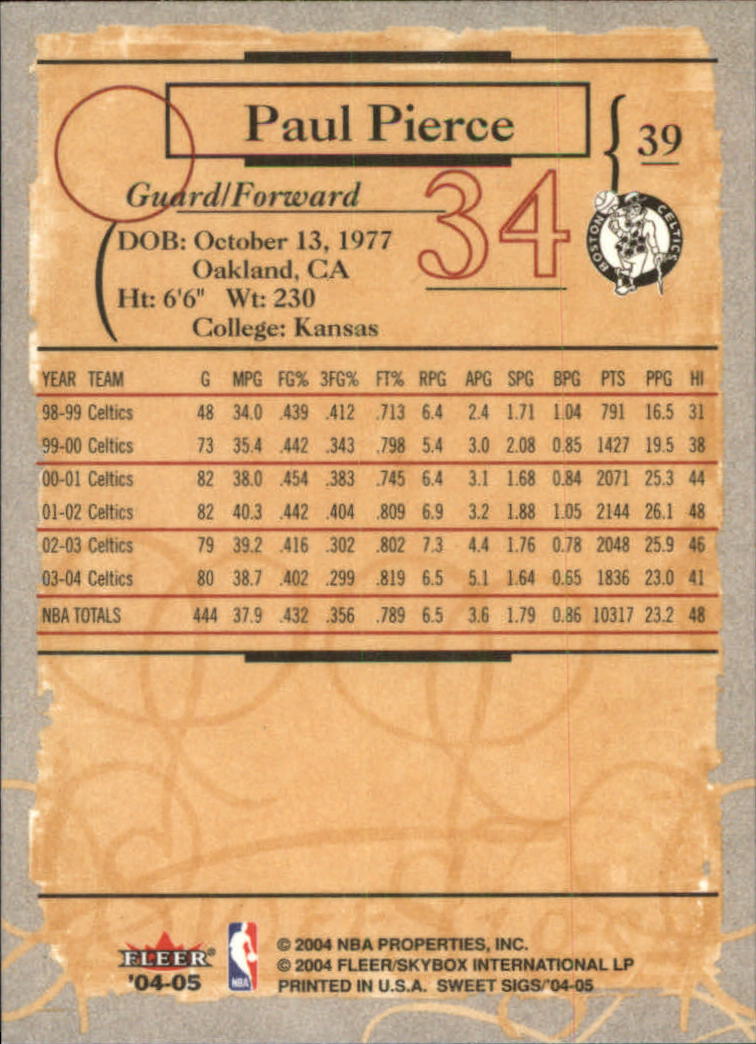 Paul Pierce
39
Guard/Forward
34
DOB: October 13, 1977
Oakland, CA
Ht: 6'6" Wt: 230
College: Kansas
BOSTON CELTICS
YEAR TEAM G MPG FG% 3FG% FT% RPG APG SPG BPG PTS PPG HI
98-99 Celtics 48 34.0 .439 .412 .713 6.4 2.4 1.71 1.04 791 16.5 31
99-00 Celtics 73 35.4 .442 .343 .798 5.4 3.0 2.08 0.85 1427 19.5 38
00-01 Celtics 82 38.0 .454 .383 .745 6.4 3.1 1.68 0.84 2071 25.3 44
01-02 Celtics 82 40.3 .442 .404 .809 6.9 3.2 1.88 1.05 2144 26.1 48
02-03 Celtics 79 39.2 .416 .302 .802 7.3 4.4 1.76 0.78 2048 25.9 46
03-04 Celtics 80 38.7 .402 .299 .819 6.5 5.1 1.64 0.65 1836 23.0 41
NBA TOTALS 444 37.9 .432 .356 .789 6.5 3.6 1.79 0.86 10317 23.2 48
FLEER®
'04-05
NBA
© 2004 NBA PROPERTIES, INC.
© 2004 FLEER/SKYBOX INTERNATIONAL LP
PRINTED IN U.S.A. SWEET SIGS/'04-05